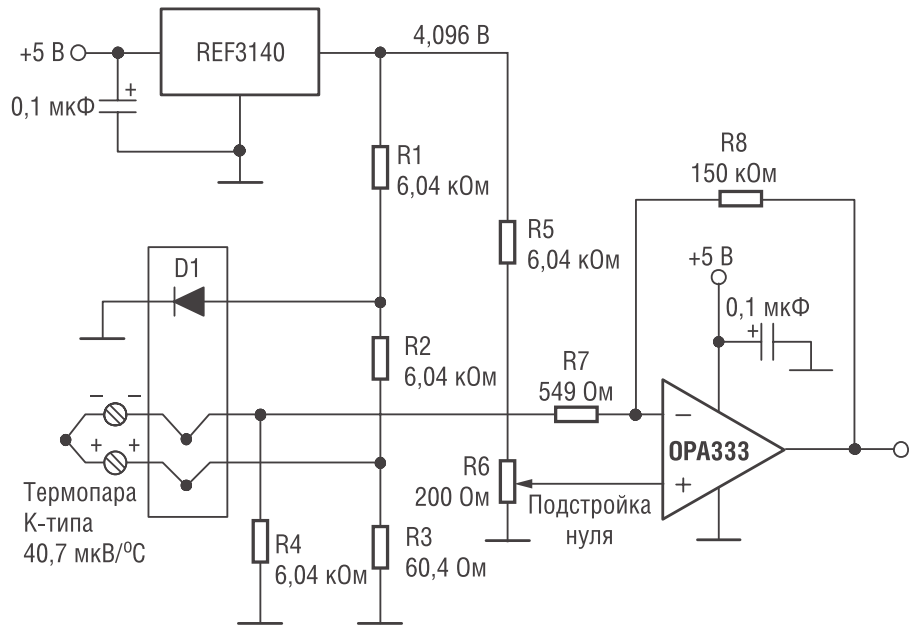 +5 В
REF3140
4,096 В
+
0,1 мкФ
R1
6,04 кОм
R8
150 кОм
R5
6,04 кОм
D1
+5 В
0,1 мкФ
+
R2
6,04 кОм
R7
549 Ом
− −
−
OPA333
+ +
+
R6
200 Ом
Подстройка
нуля
Термопара
К-типа
40,7 мкВ/⁰С
R4
6,04 кОм
R3
60,4 Ом